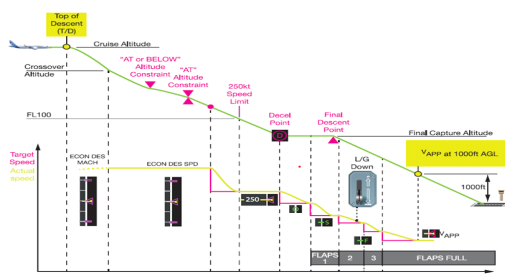 Top of
Descent
(T/D)
Cruise Altitude
Crossover
Altitude
"AT or BELOW"
Altitude
Constraint
"AT"
Altitude
Constraint
250kt
Speed
Limit
FL100
Decel
Point
D
Final
Descent
Point
Final Capture Altitude
VAPP at 1000ft AGL
1000ft
L/G
Down
Target
Speed
Actual
speed
ECON DES
MACH
ECON DES SPD
250
S
F
VAPP
FLAPS
1
2
3
FLAPS FULL